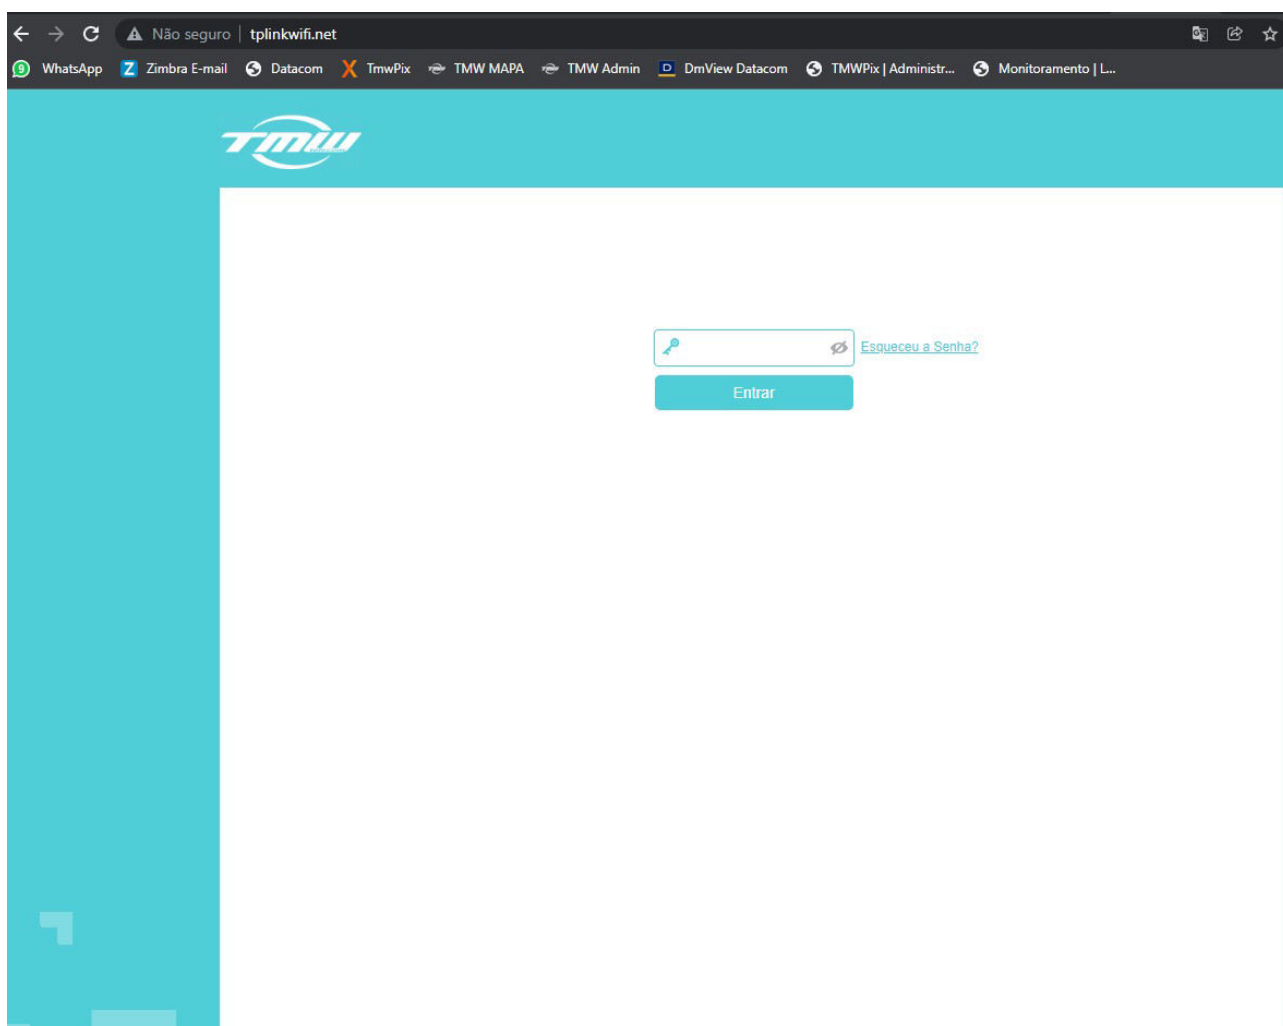 Não seguro | tplinkwifi.net
9 WhatsApp Z Zimbra E-mail Datacom X TmwPix TMW MAPA TMW Admin D DmView Datacom TMWPix | Administr... Monitoramento | L...
TMW
Esqueceu a Senha?
Entrar